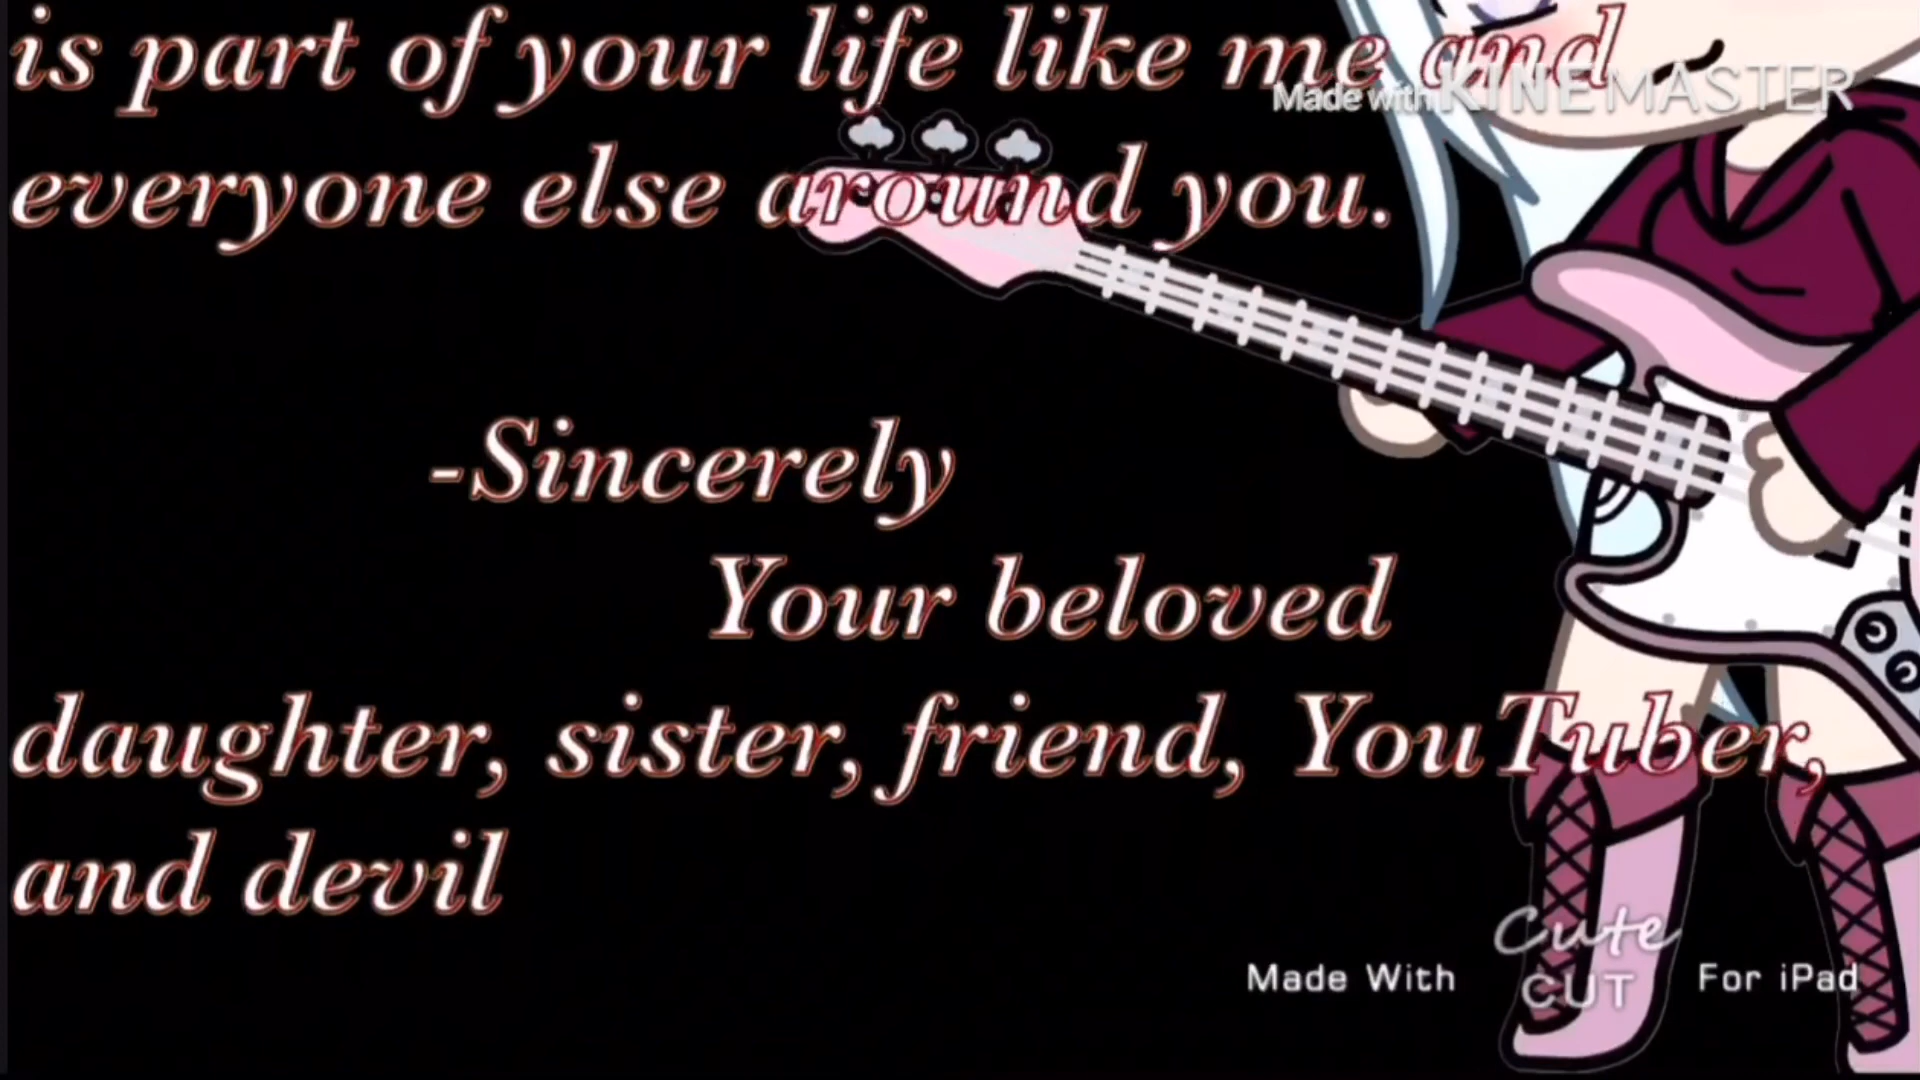 is part of your life like me and
Made with KINEMASTER
everyone else around you.
-Sincerely
Your beloved
daughter, sister, friend, YouTuber,
and devil
Cute
Made With CUT For iPad